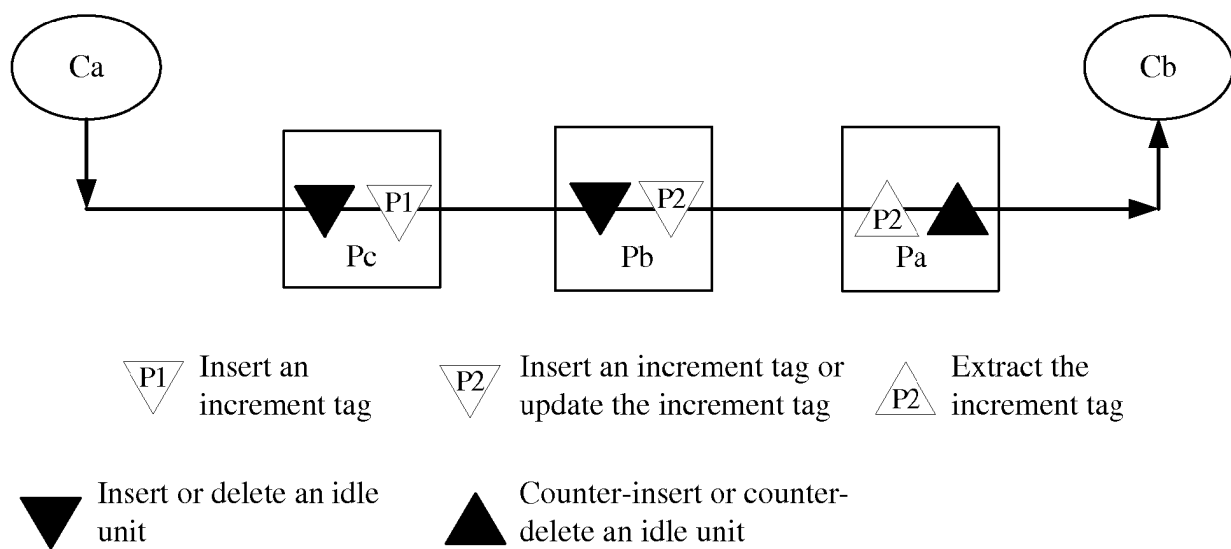 Ca
Cb
P1
P2
P2
Pc
Pb
Pa
P1
Insert an
increment tag
P2
Insert an increment tag or
update the increment tag
P2
Extract the
increment tag
Insert or delete an idle
unit
Counter-insert or counter-
delete an idle unit